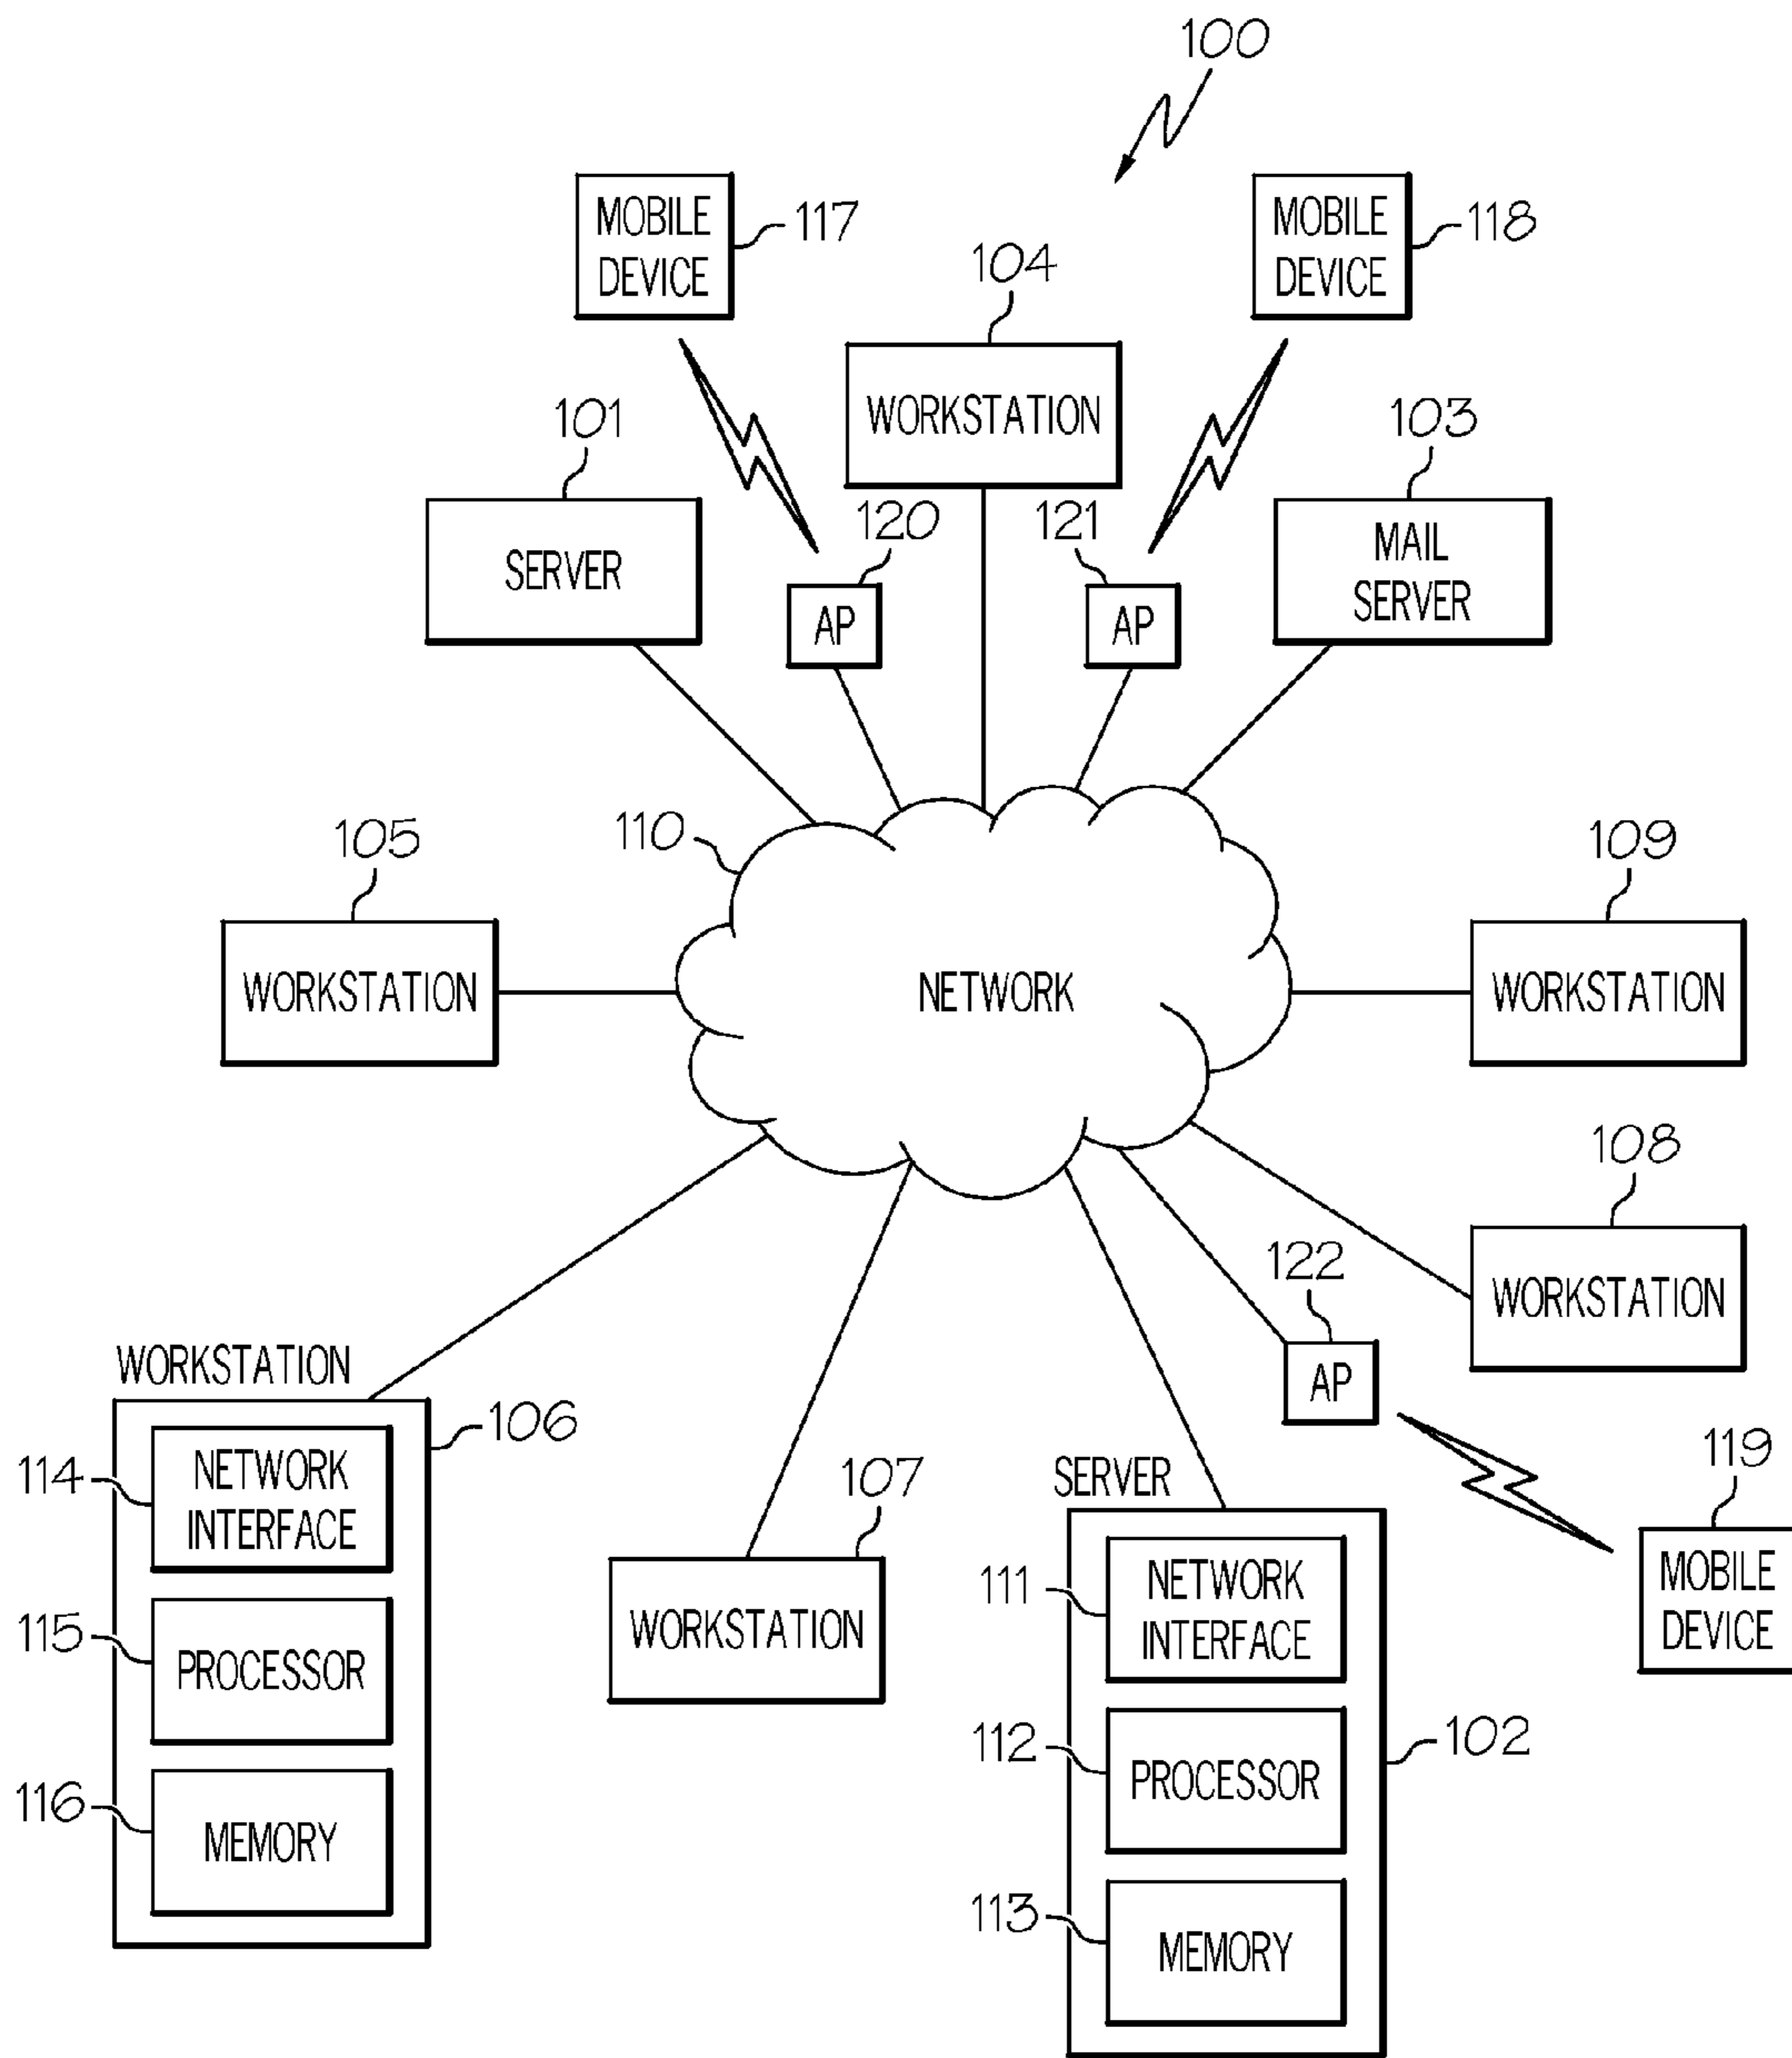 100
MOBILE
DEVICE
117
MOBILE
DEVICE
118
104
WORKSTATION
101
SERVER
103
MAIL
SERVER
120
AP
121
AP
110
NETWORK
105
WORKSTATION
109
WORKSTATION
108
WORKSTATION
122
AP
119
MOBILE
DEVICE
WORKSTATION
106
114
NETWORK
INTERFACE
115
PROCESSOR
116
MEMORY
107
WORKSTATION
SERVER
102
111
NETWORK
INTERFACE
112
PROCESSOR
113
MEMORY